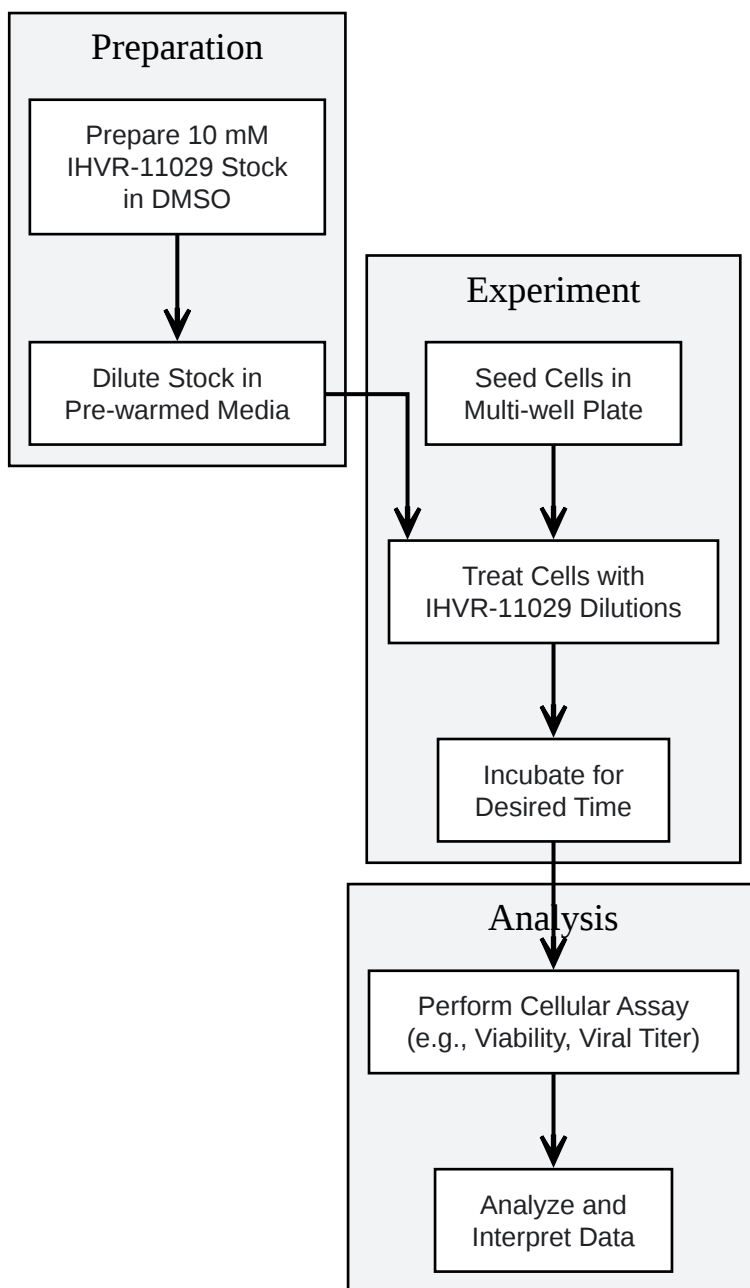 Preparation
Prepare 10 mM
IHVR-11029 Stock
in DMSO
Dilute Stock in
Pre-warmed Media
Experiment
Seed Cells in
Multi-well Plate
Treat Cells with
IHVR-11029 Dilutions
Incubate for
Desired Time
Analysis
Perform Cellular Assay
(e.g., Viability, Viral Titer)
Analyze and
Interpret Data